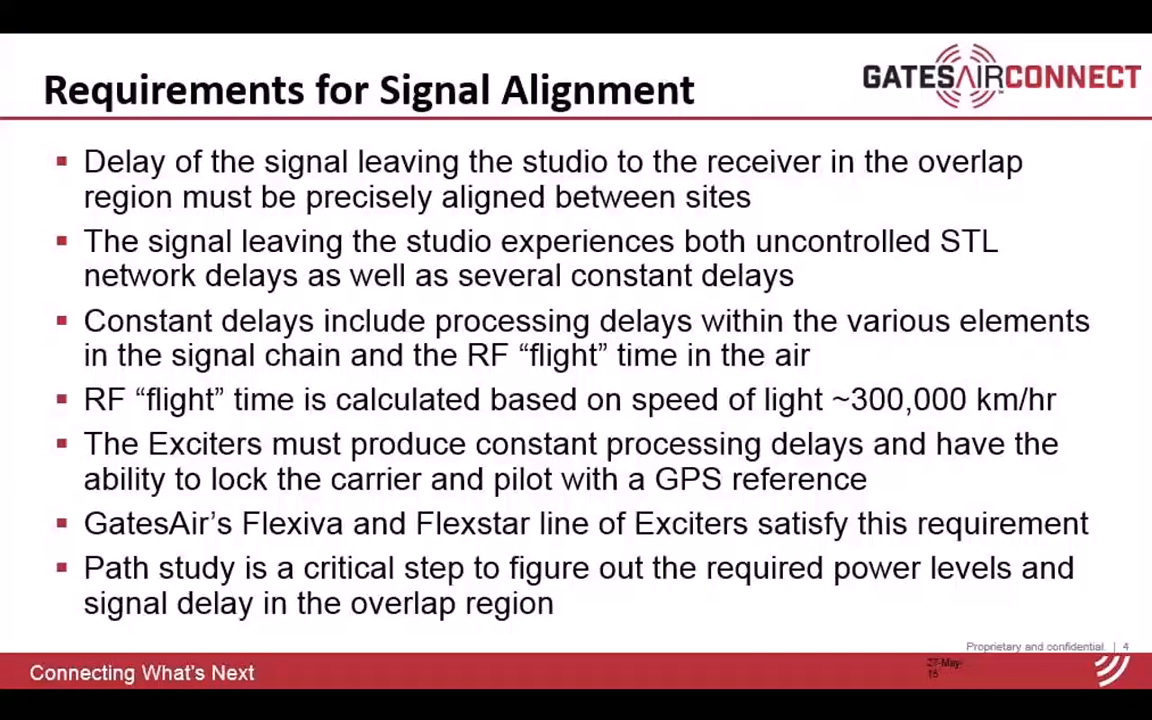 Requirements for Signal Alignment
GATESAIRCONNECT
Delay of the signal leaving the studio to the receiver in the overlap
region must be precisely aligned between sites
The signal leaving the studio experiences both uncontrolled STL
network delays as well as several constant delays
Constant delays include processing delays within the various elements
in the signal chain and the RF “flight” time in the air
RF “flight” time is calculated based on speed of light ~300,000 km/hr
The Exciters must produce constant processing delays and have the
ability to lock the carrier and pilot with a GPS reference
GatesAir’s Flexiva and Flexstar line of Exciters satisfy this requirement
Path study is a critical step to figure out the required power levels and
signal delay in the overlap region
Proprietary and confidential. | 4
Connecting What’s Next
27-May-
15